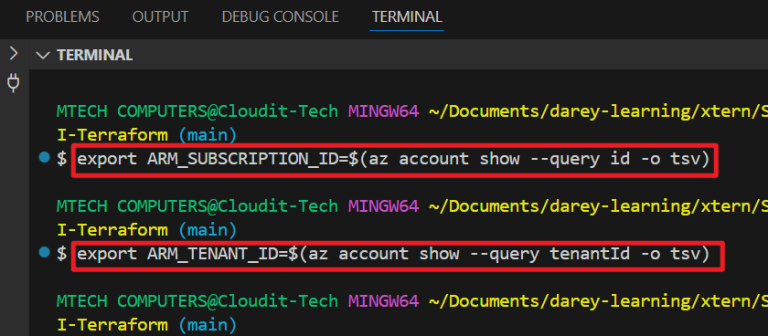 PROBLEMS OUTPUT DEBUG CONSOLE TERMINAL
TERMINAL
MTECH COMPUTERS@Cloudit-Tech MINGW64 ~/Documents/darey-learning/xtern/S
I-Terraform (main)
$ export ARM_SUBSCRIPTION_ID=$(az account show --query id -o tsv)
MTECH COMPUTERS@Cloudit-Tech MINGW64 ~/Documents/darey-learning/xtern/S
I-Terraform (main)
$ export ARM_TENANT_ID=$(az account show --query tenantId -o tsv)
MTECH COMPUTERS@Cloudit-Tech MINGW64 ~/Documents/darey-learning/xtern/S
I-Terraform (main)